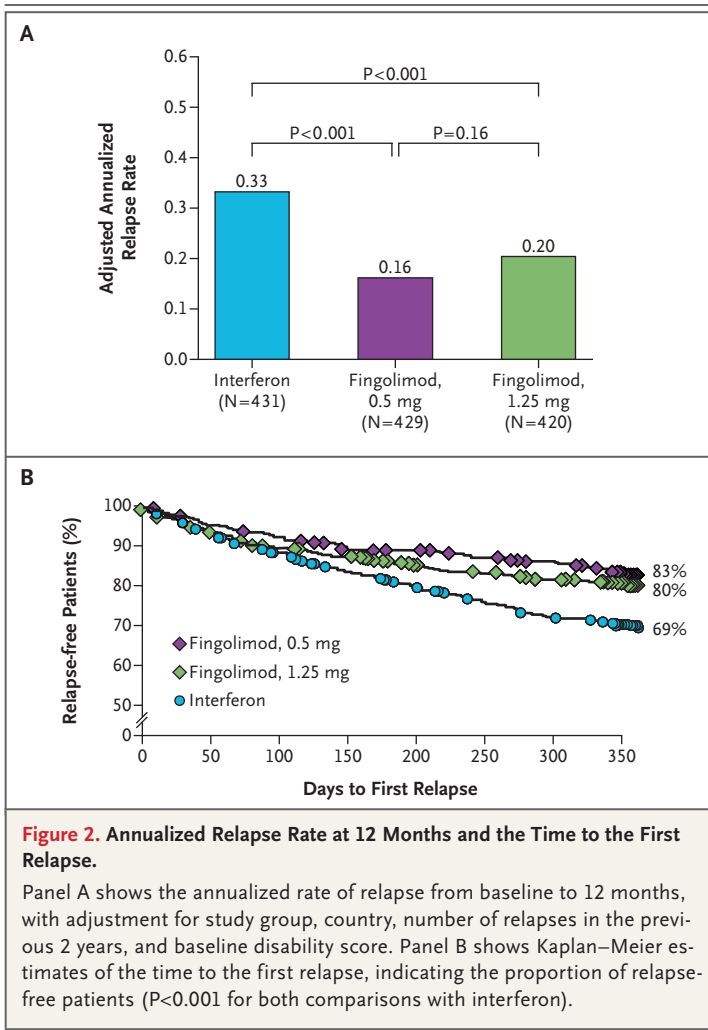 A
0.6
0.5
0.4
0.3
0.2
0.1
0.0
Adjusted Annualized
Relapse Rate
P<0.001
P<0.001
P=0.16
0.33
0.16
0.20
Interferon
(N=431)
Fingolimod,
0.5 mg
(N=429)
Fingolimod,
1.25 mg
(N=420)
B
100
90
80
70
60
50
0
Relapse-free Patients (%)
83%
80%
69%
Fingolimod, 0.5 mg
Fingolimod, 1.25 mg
Interferon
0
50
100
150
200
250
300
350
Days to First Relapse
Figure 2. Annualized Relapse Rate at 12 Months and the Time to the First
Relapse.
Panel A shows the annualized rate of relapse from baseline to 12 months,
with adjustment for study group, country, number of relapses in the previ-
ous 2 years, and baseline disability score. Panel B shows Kaplan–Meier es-
timates of the time to the first relapse, indicating the proportion of relapse-
free patients (P<0.001 for both comparisons with interferon).